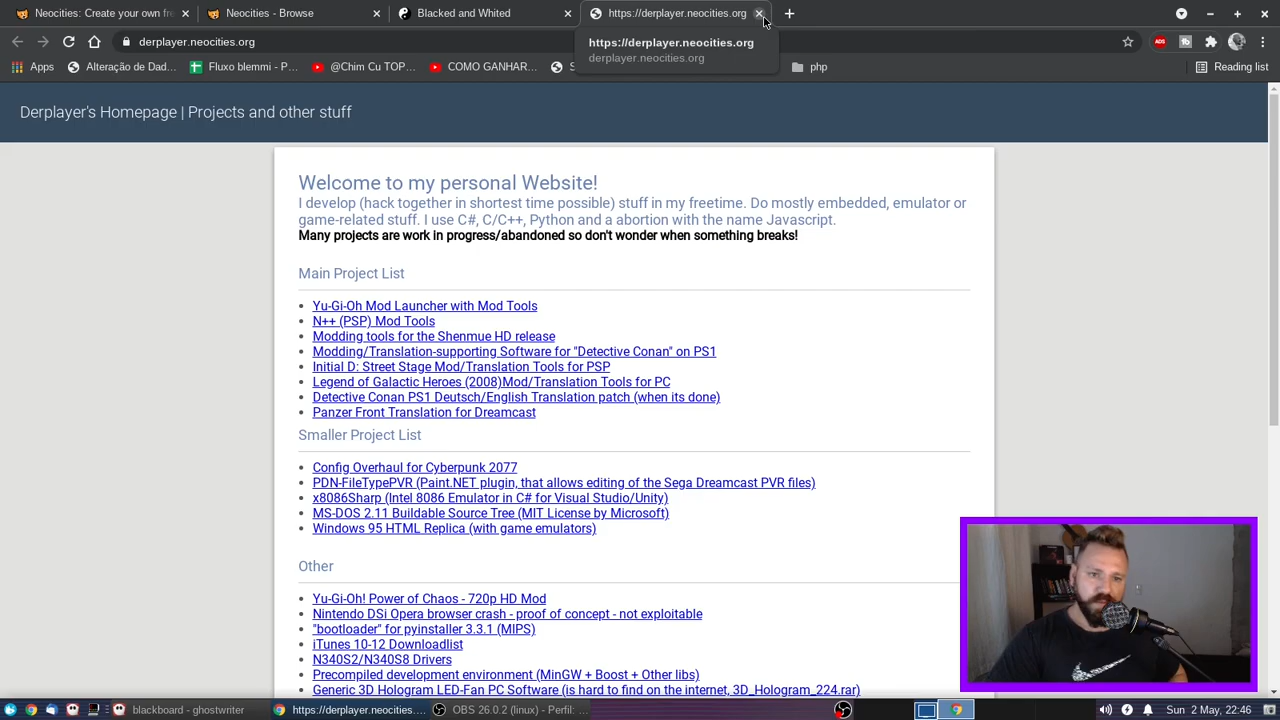 Neocities: Create your own fr
Neocities - Browse
Blacked and Whited
https://derplayer.neocities.org
derplayer.neocities.org
https://derplayer.neocities.org
derplayer.neocities.org
Apps
Alteração de Dad…
Fluxo blemmi - P…
@Chim Cu TOP…
COMO GANHAR…
S
php
Reading list
Derplayer's Homepage | Projects and other stuff
Welcome to my personal Website!
I develop (hack together in shortest time possible) stuff in my freetime. Do mostly embedded, emulator or
game-related stuff. I use C#, C/C++, Python and a abortion with the name Javascript.
Many projects are work in progress/abandoned so don't wonder when something breaks!
Main Project List
Yu-Gi-Oh Mod Launcher with Mod Tools
N++ (PSP) Mod Tools
Modding tools for the Shenmue HD release
Modding/Translation-supporting Software for "Detective Conan" on PS1
Initial D: Street Stage Mod/Translation Tools for PSP
Legend of Galactic Heroes (2008)Mod/Translation Tools for PC
Detective Conan PS1 Deutsch/English Translation patch (when its done)
Panzer Front Translation for Dreamcast
Smaller Project List
Config Overhaul for Cyberpunk 2077
PDN-FileTypePVR (Paint.NET plugin, that allows editing of the Sega Dreamcast PVR files)
x8086Sharp (Intel 8086 Emulator in C# for Visual Studio/Unity)
MS-DOS 2.11 Buildable Source Tree (MIT License by Microsoft)
Windows 95 HTML Replica (with game emulators)
Other
Yu-Gi-Oh! Power of Chaos - 720p HD Mod
Nintendo DSi Opera browser crash - proof of concept - not exploitable
"bootloader" for pyinstaller 3.3.1 (MIPS)
iTunes 10-12 Downloadlist
N340S2/N340S8 Drivers
Precompiled development environment (MinGW + Boost + Other libs)
Generic 3D Hologram LED-Fan PC Software (is hard to find on the internet, 3D_Hologram_224.rar)
blackboard - ghostwriter
https://derplayer.neocities.…
OBS 26.0.2 (linux) - Perfil: …
Sun 2 May, 22:46